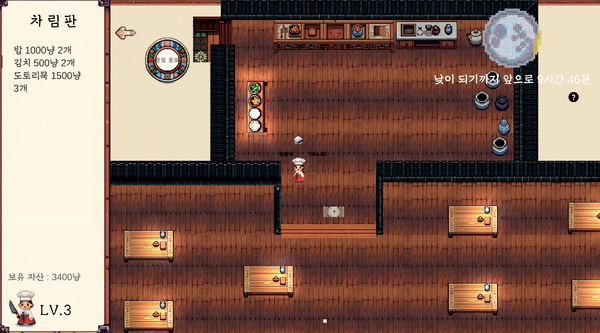 차림판
밥 1000냥 2개
김치 500냥 2개
도토리묵 1500냥
3개
낮이 되기까지 앞으로 9시간 46분
?
보유 자산 : 3400냥
LV.3